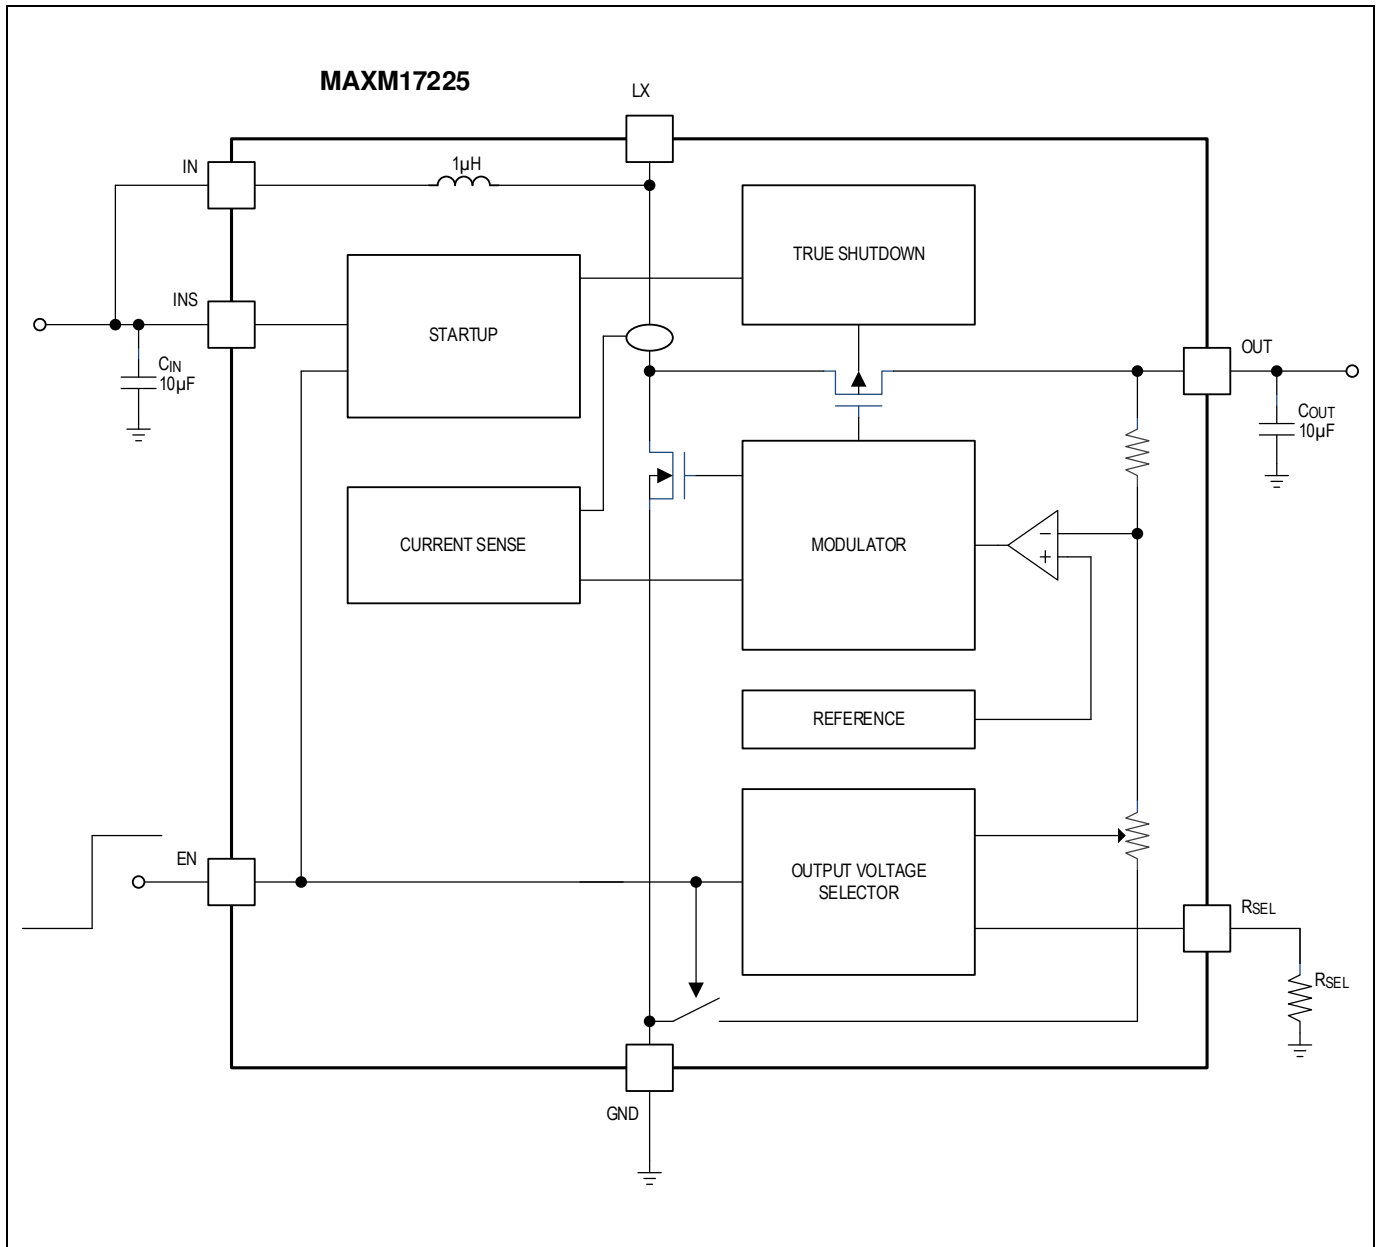 MAXM17225
LX
IN
1µH
TRUE SHUTDOWN
INS
STARTUP
OUT
CIN
10µF
COUT
10µF
CURRENT SENSE
MODULATOR
−
+
REFERENCE
EN
OUTPUT VOLTAGE
SELECTOR
RSEL
RSEL
GND